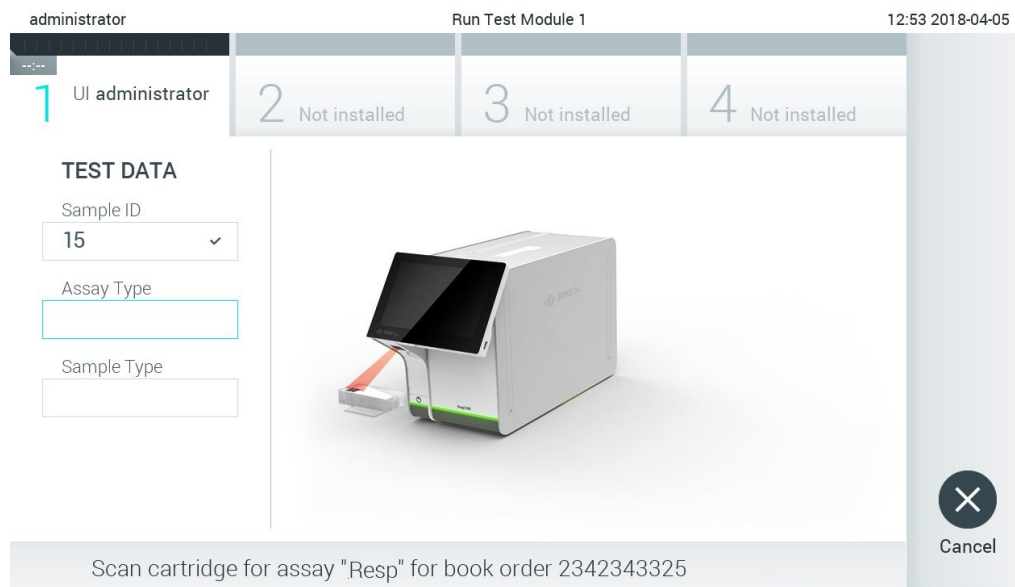 administrator
Run Test Module 1
12:53 2018-04-05
--:--
1 UI administrator
2 Not installed
3 Not installed
4 Not installed
TEST DATA
Sample ID
15
Assay Type
Sample Type
Cancel
Scan cartridge for assay "Resp" for book order 2342343325